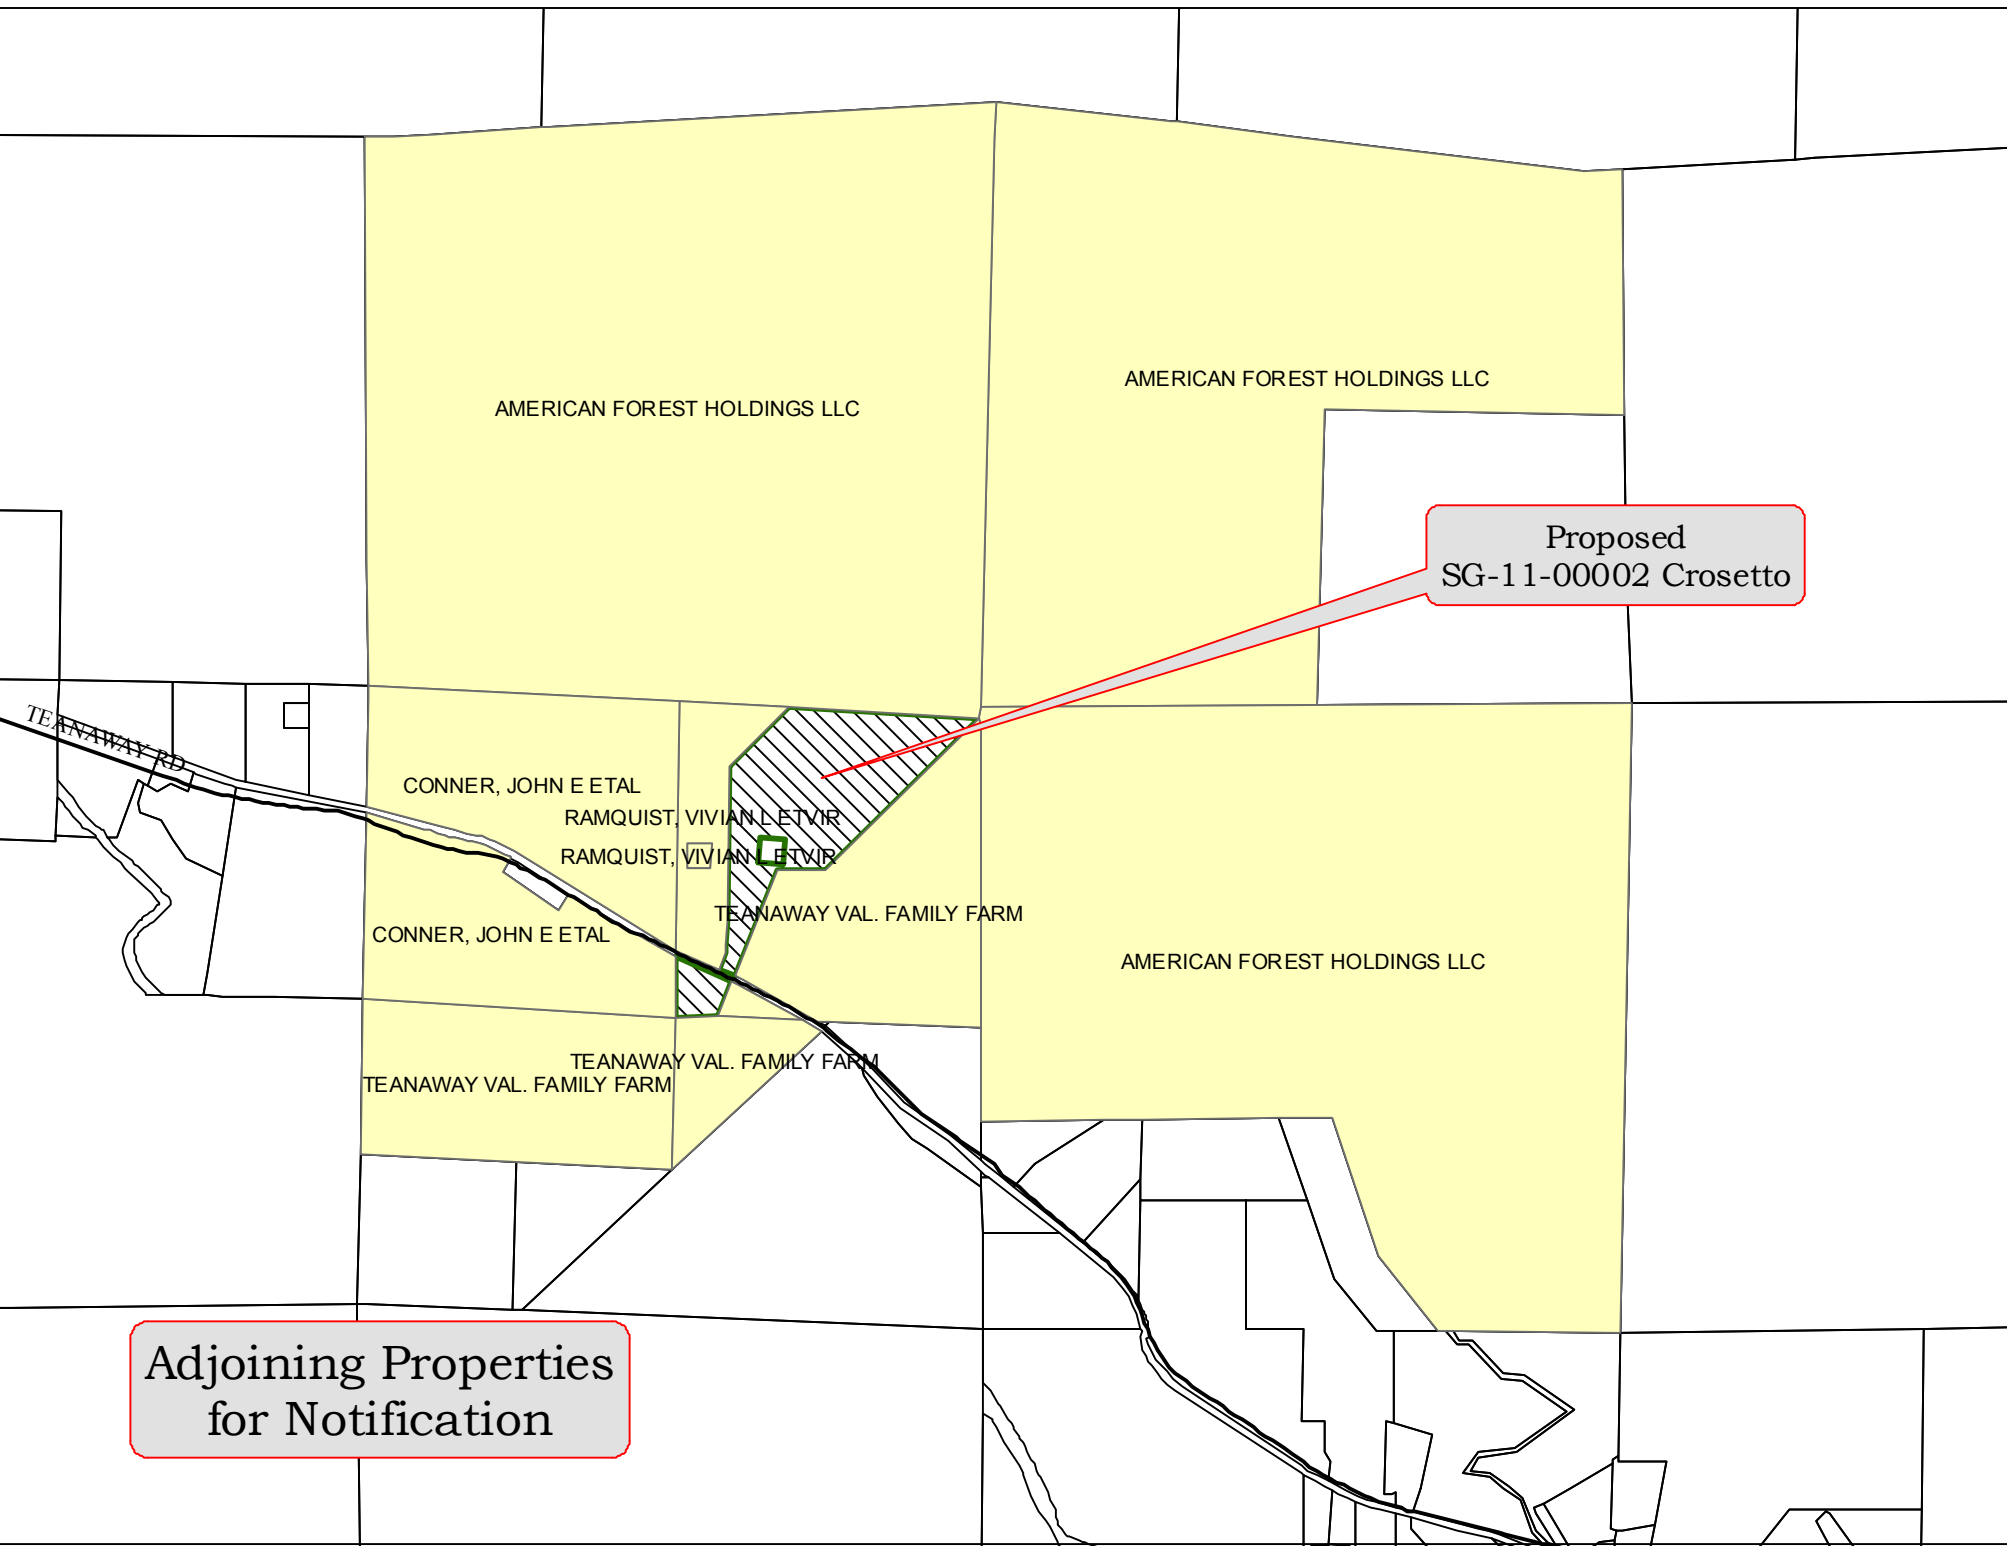 AMERICAN FOREST HOLDINGS LLC
AMERICAN FOREST HOLDINGS LLC
Proposed
SG-11-00002 Crosetto
TEANAWAY RD
CONNER, JOHN E ETAL
RAMQUIST, VIVIAN L ETVIR
RAMQUIST, VIVIAN L ETVIR
TEANAWAY VAL. FAMILY FARM
CONNER, JOHN E ETAL
AMERICAN FOREST HOLDINGS LLC
TEANAWAY VAL. FAMILY FARM
TEANAWAY VAL. FAMILY FARM
Adjoining Properties
for Notification